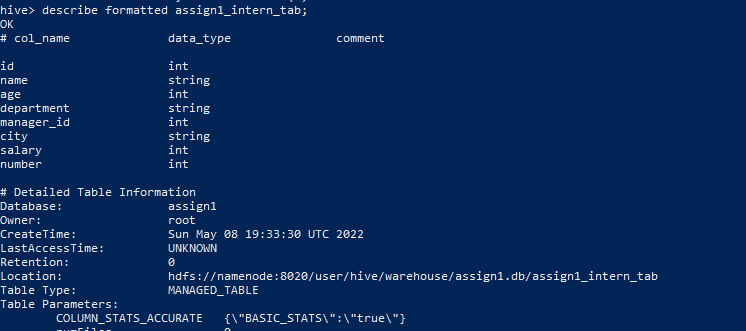 hive> describe formatted assign1_intern_tab;
OK
# col_name data_type comment
id int
name string
age int
department string
manager_id int
city string
salary int
number int
# Detailed Table Information
Database: assign1
Owner: root
CreateTime: Sun May 08 19:33:30 UTC 2022
LastAccessTime: UNKNOWN
Retention: 0
Location: hdfs://namenode:8020/user/hive/warehouse/assign1.db/assign1_intern_tab
Table Type: MANAGED_TABLE
Table Parameters:
COLUMN_STATS_ACCURATE {\"BASIC_STATS\":\"true\"}